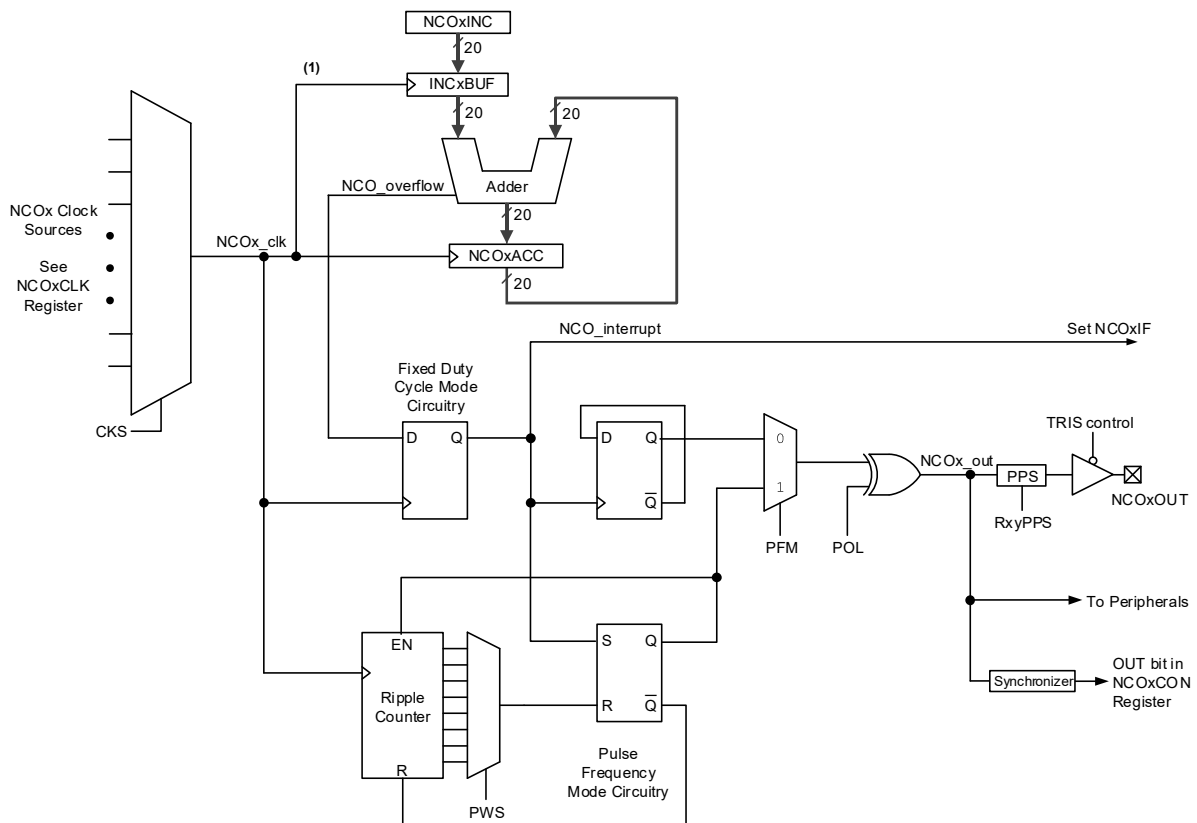 NCOxINC
20
(1)
INCxBUF
20
20
NCO_overflow
Adder
20
NCOx Clock
Sources
See
NCOxCLK
Register
NCOx_clk
NCOxACC
20
NCO_interrupt
Set NCOxIF
Fixed Duty
Cycle Mode
Circuitry
CKS
D
Q
D
Q
Q
0
1
PFM
POL
NCOx_out
TRIS control
PPS
RxyPPS
NCOxOUT
To Peripherals
EN
Ripple
Counter
R
PWS
S
Q
R
Q
Pulse
Frequency
Mode Circuitry
Synchronizer
OUT bit in
NCOxCON
Register